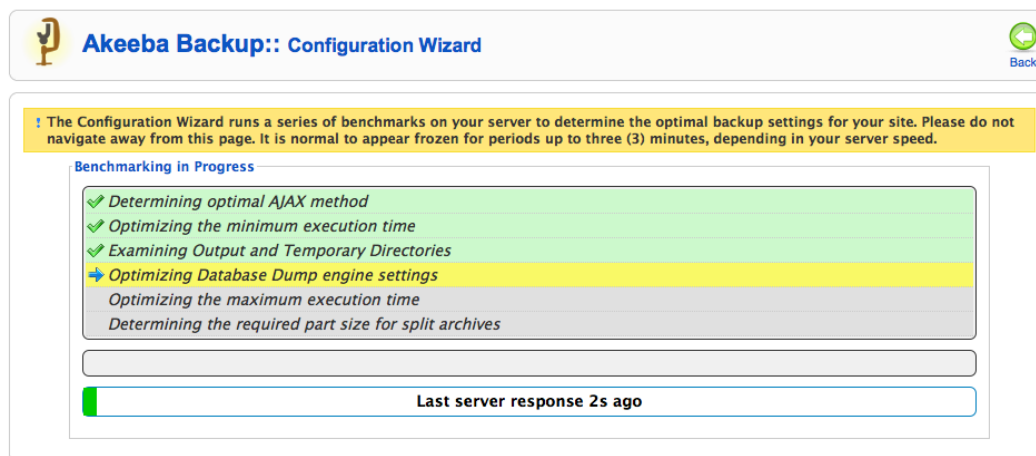 Akeeba Backup:: Configuration Wizard
Back
! The Configuration Wizard runs a series of benchmarks on your server to determine the optimal backup settings for your site. Please do not
navigate away from this page. It is normal to appear frozen for periods up to three (3) minutes, depending in your server speed.
Benchmarking in Progress
Determining optimal AJAX method
Optimizing the minimum execution time
Examining Output and Temporary Directories
Optimizing Database Dump engine settings
Optimizing the maximum execution time
Determining the required part size for split archives
Last server response 2s ago